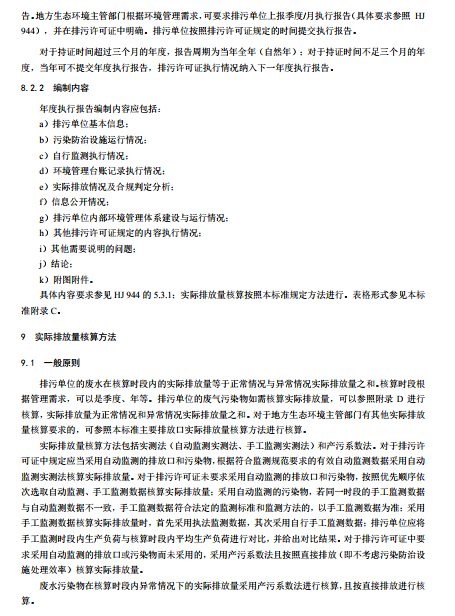 告。地方生态环境主管部门根据环境管理需求,可要求排污单位上报季度/月执行报告(具体要求参照 HJ
944），并在排污许可证中明确。排污单位按照排污许可证规定的时间提交执行报告。
对于持证时间超过三个月的年度，报告周期为当年全年（自然年）；对于持证时间不足三个月的年
度，当年可不提交年度执行报告，排污许可证执行情况纳入下一年度执行报告。
8.2.2 编制内容
年度执行报告编制内容应包括：
a）排污单位基本信息；
b）污染防治设施运行情况；
c）自行监测执行情况；
d）环境管理台账记录执行情况；
e）实际排放情况及合规判定分析；
f）信息公开情况；
g）排污单位内部环境管理体系建设与运行情况；
h）其他排污许可证规定的内容执行情况；
i）其他需要说明的问题；
j）结论；
k）附图附件。
具体内容要求参见 HJ 944 的 5.3.1；实际排放量核算按照本标准规定方法进行。表格形式参见本标
准附录 C。
9 实际排放量核算方法
9.1 一般原则
排污单位的废水在核算时段内的实际排放量等于正常情况与异常情况实际排放量之和。核算时段根
据管理需求，可以是季度、年等。排污单位的废气污染物如需核算实际排放量，可以参照附录 D 进行
核算，实际排放量为正常情况和异常情况实际排放量之和。对于地方生态环境主管部门有其他实际排放
量核算要求的，可参照本标准主要排放口实际排放量核算方法进行核算。
实际排放量核算方法包括实测法（自动监测实测法、手工监测实测法）和产污系数法。对于排污许
可证中规定应当采用自动监测的排放口和污染物，根据符合监测规范要求的有效自动监测数据采用自动
监测实测法核算实际排放量。对于排污许可证未要求采用自动监测的排放口和污染物，按照优先顺序依
次选取自动监测、手工监测数据核算实际排放量；采用自动监测的污染物，若同一时段的手工监测数据
与自动监测数据不一致，手工监测数据符合法定的监测标准和监测方法的，以手工监测数据为准；采用
手工监测数据核算实际排放量时，首先采用执法监测数据，其次采用自行手工监测数据；排污单位应将
手工监测时段内生产负荷与核算时段内平均生产负荷进行对比，并给出对比结果。对于排污许可证中要
求采用自动监测的排放口或污染物而未采用的，采用产污系数法且按照直接排放（即不考虑污染防治设
施处理效率）核算实际排放量。
废水污染物在核算时段内异常情况下的实际排放量采用产污系数法进行核算，且按直接排放进行核
算。